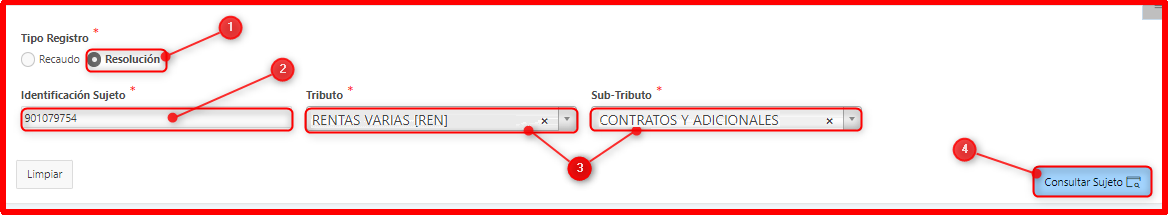 1
Tipo Registro *
Recaudo Resolución
2
Identificación Sujeto * Tributo * Sub-Tributo *
901079754 RENTAS VARIAS [REN] × CONTRATOS Y ADICIONALES ×
3 4
Limpiar Consultar Sujeto